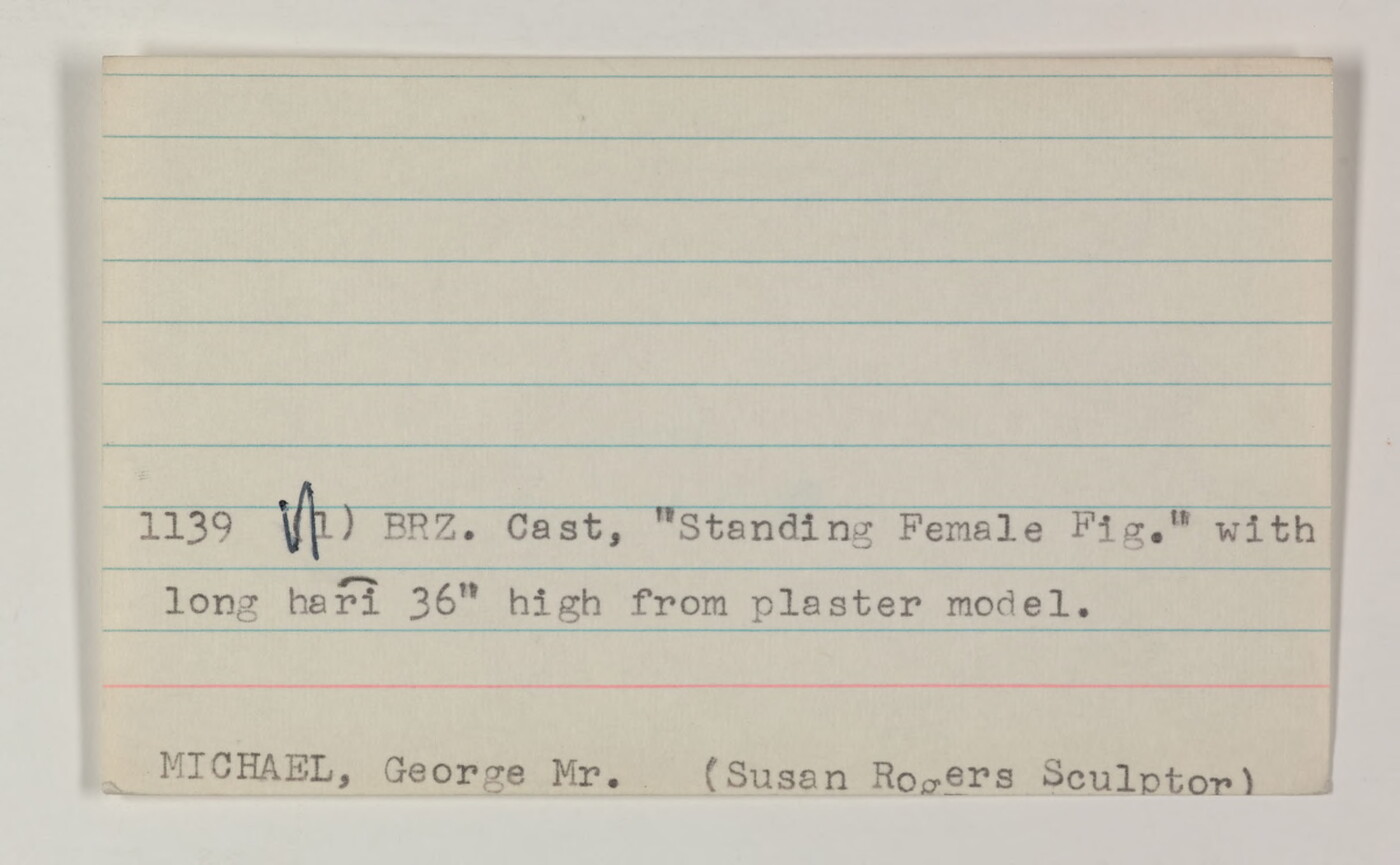 1139 (1) BRZ. Cast, "Standing Female Fig." with
long hari 36" high from plaster model.
MICHAEL, George Mr. (Susan Rogers Sculptor)